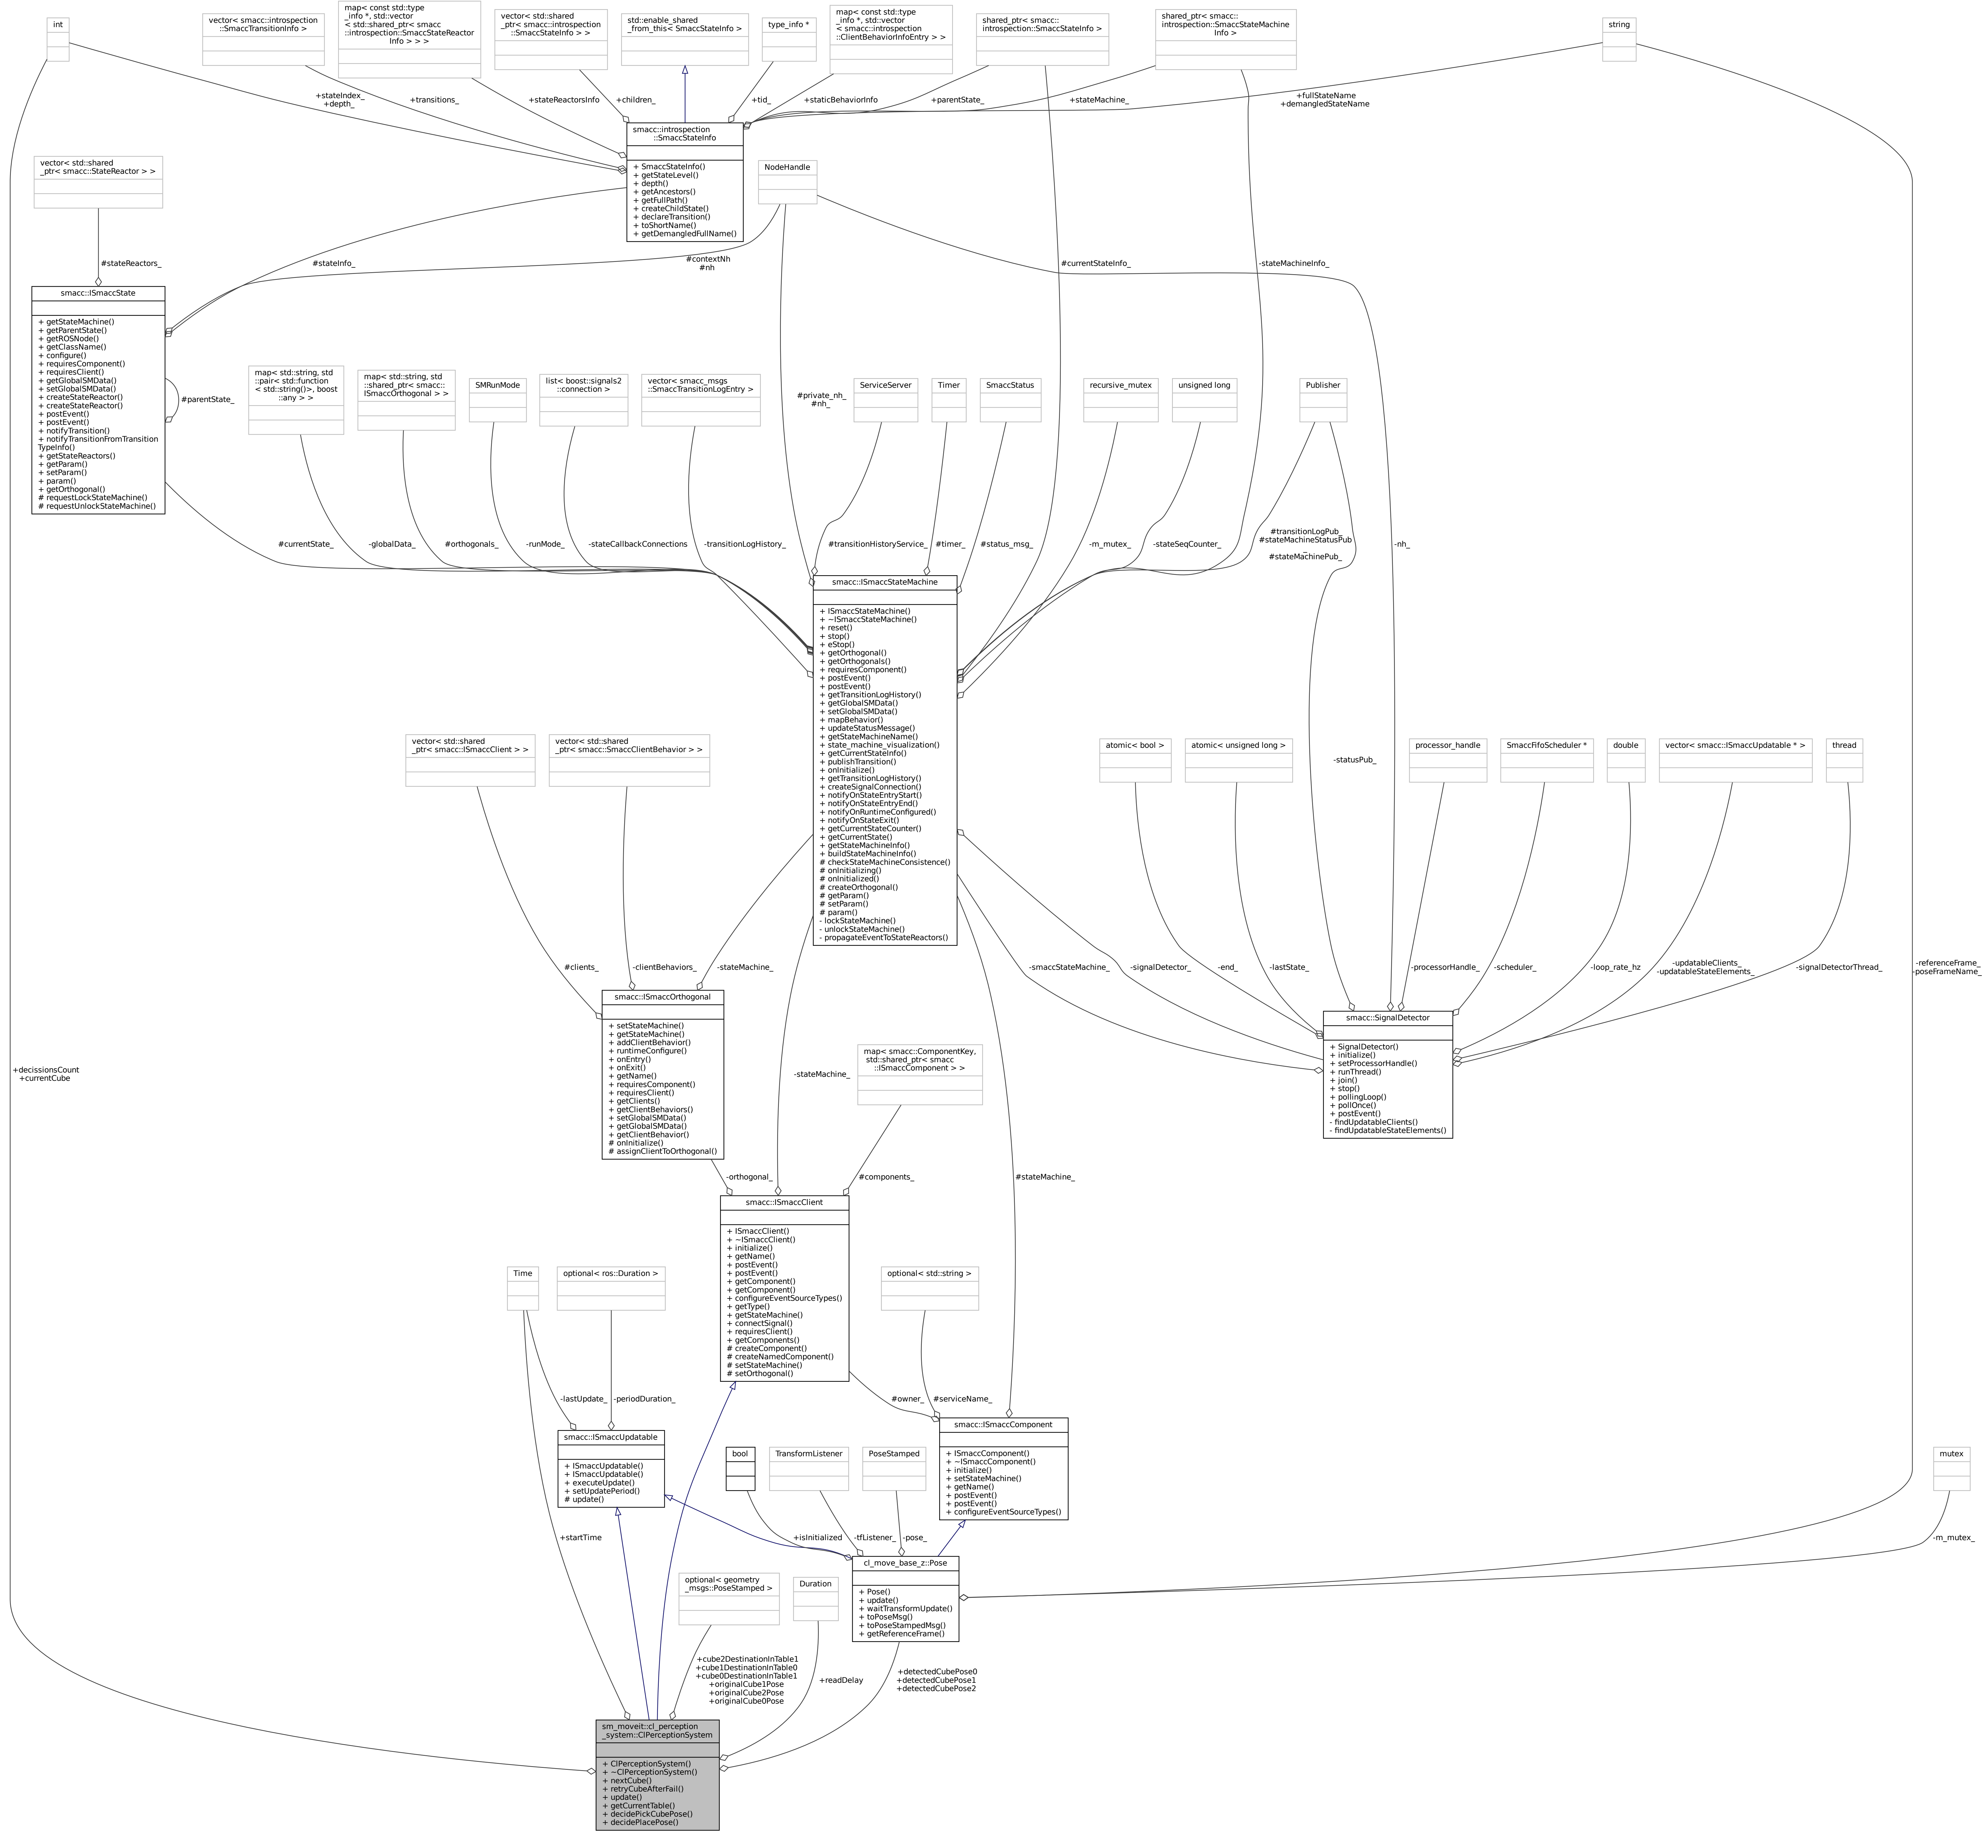 int
vector< smacc::introspection
::SmaccTransitionInfo >
map< const std::type
_info *, std::vector
< std::shared_ptr< smacc
::introspection::SmaccStateReactor
Info > > >
vector< std::shared
_ptr< smacc::introspection
::SmaccStateInfo > >
std::enable_shared
_from_this< SmaccStateInfo >
type_info *
map< const std::type
_info *, std::vector
< smacc::introspection
::ClientBehaviorInfoEntry > >
shared_ptr< smacc::
introspection::SmaccStateInfo >
shared_ptr< smacc::
introspection::SmaccStateMachine
Info >
string
+stateIndex_
+depth_
+transitions_
+stateReactorsInfo
+children_
+tid_
+staticBehaviorInfo
+parentState_
+stateMachine_
+fullStateName
+demangledStateName
smacc::introspection
::SmaccStateInfo
+ SmaccStateInfo()
+ getStateLevel()
+ depth()
+ getAncestors()
+ getFullPath()
+ createChildState()
+ declareTransition()
+ toShortName()
+ getDemangledFullName()
vector< std::shared
_ptr< smacc::StateReactor > >
NodeHandle
#stateReactors_
#stateInfo_
#contextNh
#nh
#currentStateInfo_
-stateMachineInfo_
smacc::ISmaccState
+ getStateMachine()
+ getParentState()
+ getROSNode()
+ getClassName()
+ configure()
+ requiresComponent()
+ requiresClient()
+ getGlobalSMData()
+ setGlobalSMData()
+ createStateReactor()
+ createStateReactor()
+ postEvent()
+ postEvent()
+ notifyTransition()
+ notifyTransitionFromTransition
TypeInfo()
+ getStateReactors()
+ getParam()
+ setParam()
+ param()
+ getOrthogonal()
# requestLockStateMachine()
# requestUnlockStateMachine()
#parentState_
map< std::string, std
::pair< std::function
< std::string()>, boost
::any > >
map< std::string, std
::shared_ptr< smacc::
ISmaccOrthogonal > >
SMRunMode
list< boost::signals2
::connection >
vector< smacc_msgs
::SmaccTransitionLogEntry >
#private_nh_
#nh_
ServiceServer
Timer
SmaccStatus
recursive_mutex
unsigned long
Publisher
#currentState_
-globalData_
#orthogonals_
-runMode_
-stateCallbackConnections
-transitionLogHistory_
#transitionHistoryService_
#timer_
#status_msg_
-m_mutex_
-stateSeqCounter_
#transitionLogPub_
#stateMachineStatusPub
_
#stateMachinePub_
-nh_
smacc::ISmaccStateMachine
+ ISmaccStateMachine()
+ ~ISmaccStateMachine()
+ reset()
+ stop()
+ eStop()
+ getOrthogonal()
+ getOrthogonals()
+ requiresComponent()
+ postEvent()
+ postEvent()
+ getTransitionLogHistory()
+ getGlobalSMData()
+ setGlobalSMData()
+ mapBehavior()
+ updateStatusMessage()
+ getStateMachineName()
+ state_machine_visualization()
+ getCurrentStateInfo()
+ publishTransition()
+ onInitialize()
+ getTransitionLogHistory()
+ createSignalConnection()
+ notifyOnStateEntryStart()
+ notifyOnStateEntryEnd()
+ notifyOnRuntimeConfigured()
+ notifyOnStateExit()
+ getCurrentStateCounter()
+ getCurrentState()
+ getStateMachineInfo()
+ buildStateMachineInfo()
# checkStateMachineConsistence()
# onInitializing()
# onInitialized()
# createOrthogonal()
# getParam()
# setParam()
# param()
- lockStateMachine()
- unlockStateMachine()
- propagateEventToStateReactors()
vector< std::shared
_ptr< smacc::ISmaccClient > >
vector< std::shared
_ptr< smacc::SmaccClientBehavior > >
atomic< bool >
atomic< unsigned long >
-statusPub_
processor_handle
SmaccFifoScheduler *
double
vector< smacc::ISmaccUpdatable * >
thread
#clients_
-clientBehaviors_
-stateMachine_
-smaccStateMachine_
-signalDetector_
-end_
-lastState_
-processorHandle_
-scheduler_
-loop_rate_hz
-updatableClients_
-updatableStateElements_
-signalDetectorThread_
-referenceFrame_
-poseFrameName_
smacc::ISmaccOrthogonal
+ setStateMachine()
+ getStateMachine()
+ addClientBehavior()
+ runtimeConfigure()
+ onEntry()
+ onExit()
+ getName()
+ requiresComponent()
+ requiresClient()
+ getClients()
+ getClientBehaviors()
+ setGlobalSMData()
+ getGlobalSMData()
+ getClientBehavior()
# onInitialize()
# assignClientToOrthogonal()
smacc::SignalDetector
+ SignalDetector()
+ initialize()
+ setProcessorHandle()
+ runThread()
+ join()
+ stop()
+ pollingLoop()
+ pollOnce()
+ postEvent()
- findUpdatableClients()
- findUpdatableStateElements()
+decissionsCount
+currentCube
-stateMachine_
map< smacc::ComponentKey,
std::shared_ptr< smacc
::ISmaccComponent > >
-orthogonal_
#components_
#stateMachine_
smacc::ISmaccClient
+ ISmaccClient()
+ ~ISmaccClient()
+ initialize()
+ getName()
+ postEvent()
+ postEvent()
+ getComponent()
+ getComponent()
+ configureEventSourceTypes()
+ getType()
+ getStateMachine()
+ connectSignal()
+ requiresClient()
+ getComponents()
# createComponent()
# createNamedComponent()
# setStateMachine()
# setOrthogonal()
Time
optional< ros::Duration >
optional< std::string >
-lastUpdate_
-periodDuration_
#owner_
#serviceName_
smacc::ISmaccUpdatable
+ ISmaccUpdatable()
+ ISmaccUpdatable()
+ executeUpdate()
+ setUpdatePeriod()
# update()
bool
TransformListener
PoseStamped
smacc::ISmaccComponent
+ ISmaccComponent()
+ ~ISmaccComponent()
+ initialize()
+ setStateMachine()
+ getName()
+ postEvent()
+ postEvent()
+ configureEventSourceTypes()
mutex
+startTime
+isInitialized
-tfListener_
-pose_
-m_mutex_
cl_move_base_z::Pose
+ Pose()
+ update()
+ waitTransformUpdate()
+ toPoseMsg()
+ toPoseStampedMsg()
+ getReferenceFrame()
optional< geometry
_msgs::PoseStamped >
Duration
+cube2DestinationInTable1
+cube1DestinationInTable0
+cube0DestinationInTable1
+originalCube1Pose
+originalCube2Pose
+originalCube0Pose
+readDelay
+detectedCubePose0
+detectedCubePose1
+detectedCubePose2
sm_moveit::cl_perception
_system::ClPerceptionSystem
+ ClPerceptionSystem()
+ ~ClPerceptionSystem()
+ nextCube()
+ retryCubeAfterFail()
+ update()
+ getCurrentTable()
+ decidePickCubePose()
+ decidePlacePose()